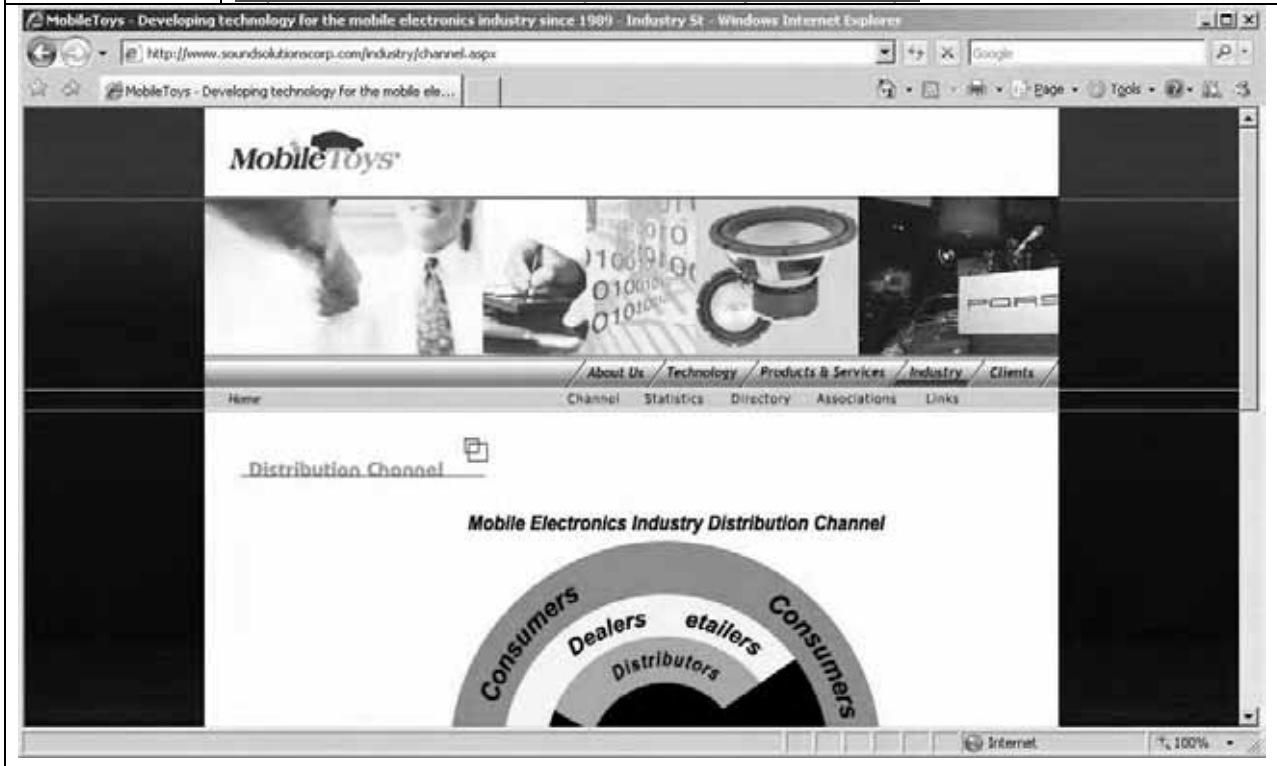 MobileToys - Developing technology for the mobile electronics industry since 1989 - Industry St - Windows Internet Explorer
http://www.soundsolutionscorp.com/industry/channel.aspx
Google
MobileToys - Developing technology for the mobile ele...
Page
Tools
MobileToys
010
010
PORS
About Us
Technology
Products & Services
Industry
Clients
Home
Channel
Statistics
Directory
Associations
Links
Distribution Channel
Mobile Electronics Industry Distribution Channel
Consumers
Consumers
Dealers
etailers
Distributors
Internet
100%